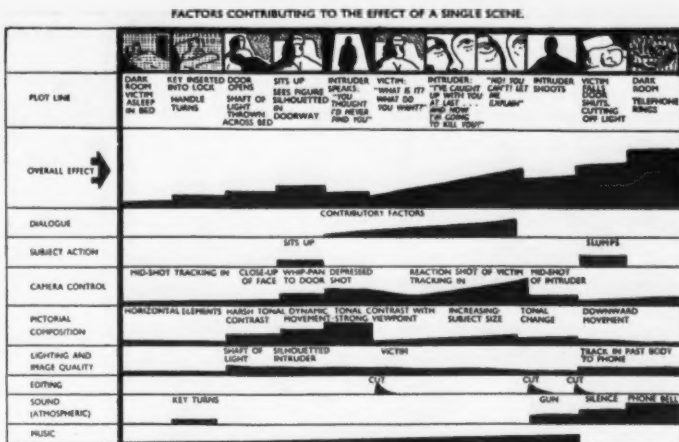 FACTORS CONTRIBUTING TO THE EFFECT OF A SINGLE SCENE.
PLOT LINE
DARK
ROOM
VICTIM
ASLEEP
IN BED
KEY INSERTED
INTO LOCK
HANDLE
TURNS
DOOR
OPENS
SHAFT OF
LIGHT
THROWN
ACROSS BED
SITS UP
SEES FIGURE
SILHOUETTED
IN
DOORWAY
INTRUDER
SPEAKS:
"YOU
THOUGHT
I'D NEVER
FIND YOU"
VICTIM:
"WHAT IS IT?
WHAT DO
YOU WANT?"
INTRUDER:
"I'VE CAUGHT
UP WITH YOU
AT LAST . . .
AND NOW
I'M GOING
TO KILL YOU!"
"NO! YOU
CAN'T! LET
ME
EXPLAIN"
INTRUDER
SHOOTS
VICTIM
FALLS
DOOR
SHUTS,
CUTTING
OFF LIGHT
DARK
ROOM
TELEPHONE
RINGS
OVERALL EFFECT
CONTRIBUTORY FACTORS
DIALOGUE
SUBJECT ACTION
SITS UP
SLUMPS
CAMERA CONTROL
MID-SHOT TRACKING IN
CLOSE-UP
OF FACE
WHIP-PAN
TO DOOR
DEPRESSED
SHOT
REACTION SHOT OF VICTIM
TRACKING IN
MID-SHOT
OF INTRUDER
PICTORIAL
COMPOSITION
HORIZONTAL ELEMENTS
HARSH TONAL
CONTRAST
DYNAMIC
MOVEMENT
TONAL CONTRAST WITH
STRONG VIEWPOINT
INCREASING
SUBJECT SIZE
TONAL
CHANGE
DOWNWARD
MOVEMENT
LIGHTING AND
IMAGE QUALITY
SHAFT OF
LIGHT
SILHOUETTED
INTRUDER
VICTIM
TRACK IN PAST BODY
TO PHONE
EDITING
CUT
CUT
CUT
SOUND
(ATMOSPHERIC)
KEY TURNS
GUN
SILENCE
PHONE BELL
MUSIC